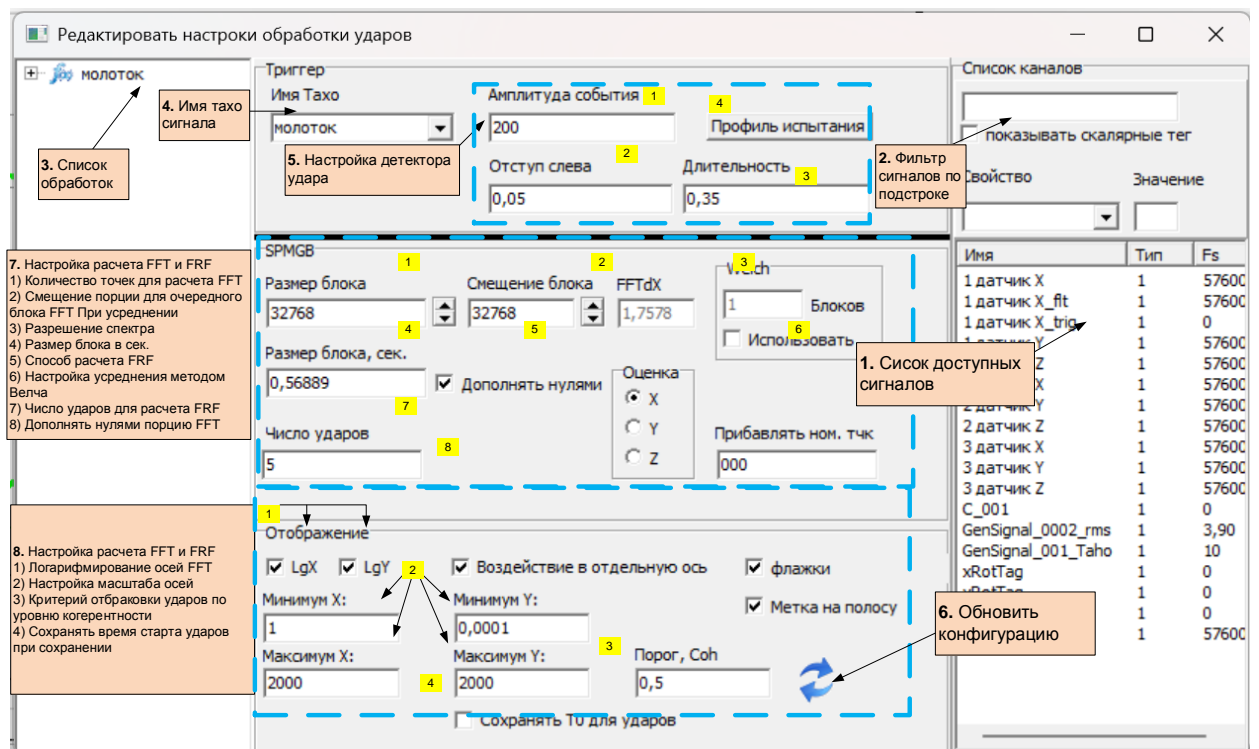 Редактировать настроки обработки ударов
молоток
3. Список
обработок
4. Имя тахо
сигнала
Триггер
Имя Тахо
молоток
Амплитуда события
1
200
4
Профиль испытания
5. Настройка детектора
удара
2
Отступ слева
0,05
Длительность
3
0,35
Список каналов
показывать скалярные тег
2. Фильтр
сигналов по
подстроке
Свойство
Значение
7. Настройка расчета FFT и FRF
1) Количество точек для расчета FFT
2) Смещение порции для очередного
блока FFT При усреднении
3) Разрешение спектра
4) Размер блока в сек.
5) Способ расчета FRF
6) Настройка усреднения методом
Велча
7) Число ударов для расчета FRF
8) Дополнять нулями порцию FFT
SPMGB
1
2
3
Размер блока
Смещение блока
FFTdX
Welch
32768
32768
1,7578
1
Блоков
4
5
6
Использовать
Размер блока, сек.
0,56889
Дополнять нулями
7
Оценка
X
Y
Z
Число ударов
8
5
Прибавлять ном. тчк
000
Имя Тип Fs
1 датчик X 1 57600
1 датчик X_flt 1 57600
1 датчик X_trig 1 0
1 датчик Y 1 57600
Z 1 57600
X 1 57600
2 датчик Y 1 57600
2 датчик Z 1 57600
3 датчик X 1 57600
3 датчик Y 1 57600
3 датчик Z 1 57600
C_001 1 0
GenSignal_0002_rms 1 3,90
GenSignal_001_Taho 1 10
xRotTag 1 0
xRotTag 1 0
1 0
1 57600
1. Сисок доступных
сигналов
8. Настройка расчета FFT и FRF
1) Логарифмирование осей FFT
2) Настройка масштаба осей
3) Критерий отбраковки ударов по
уровню когерентности
4) Сохранять время старта ударов
при сохранении
1
Отображение
LgX
LgY
2
Воздействие в отдельную ось
флажки
Минимум X:
Минимум Y:
Метка на полосу
1
0,0001
3
Максимум X:
Максимум Y:
Порог, Coh
2000
4
2000
0,5
Сохранять T0 для ударов
6. Обновить
конфигурацию